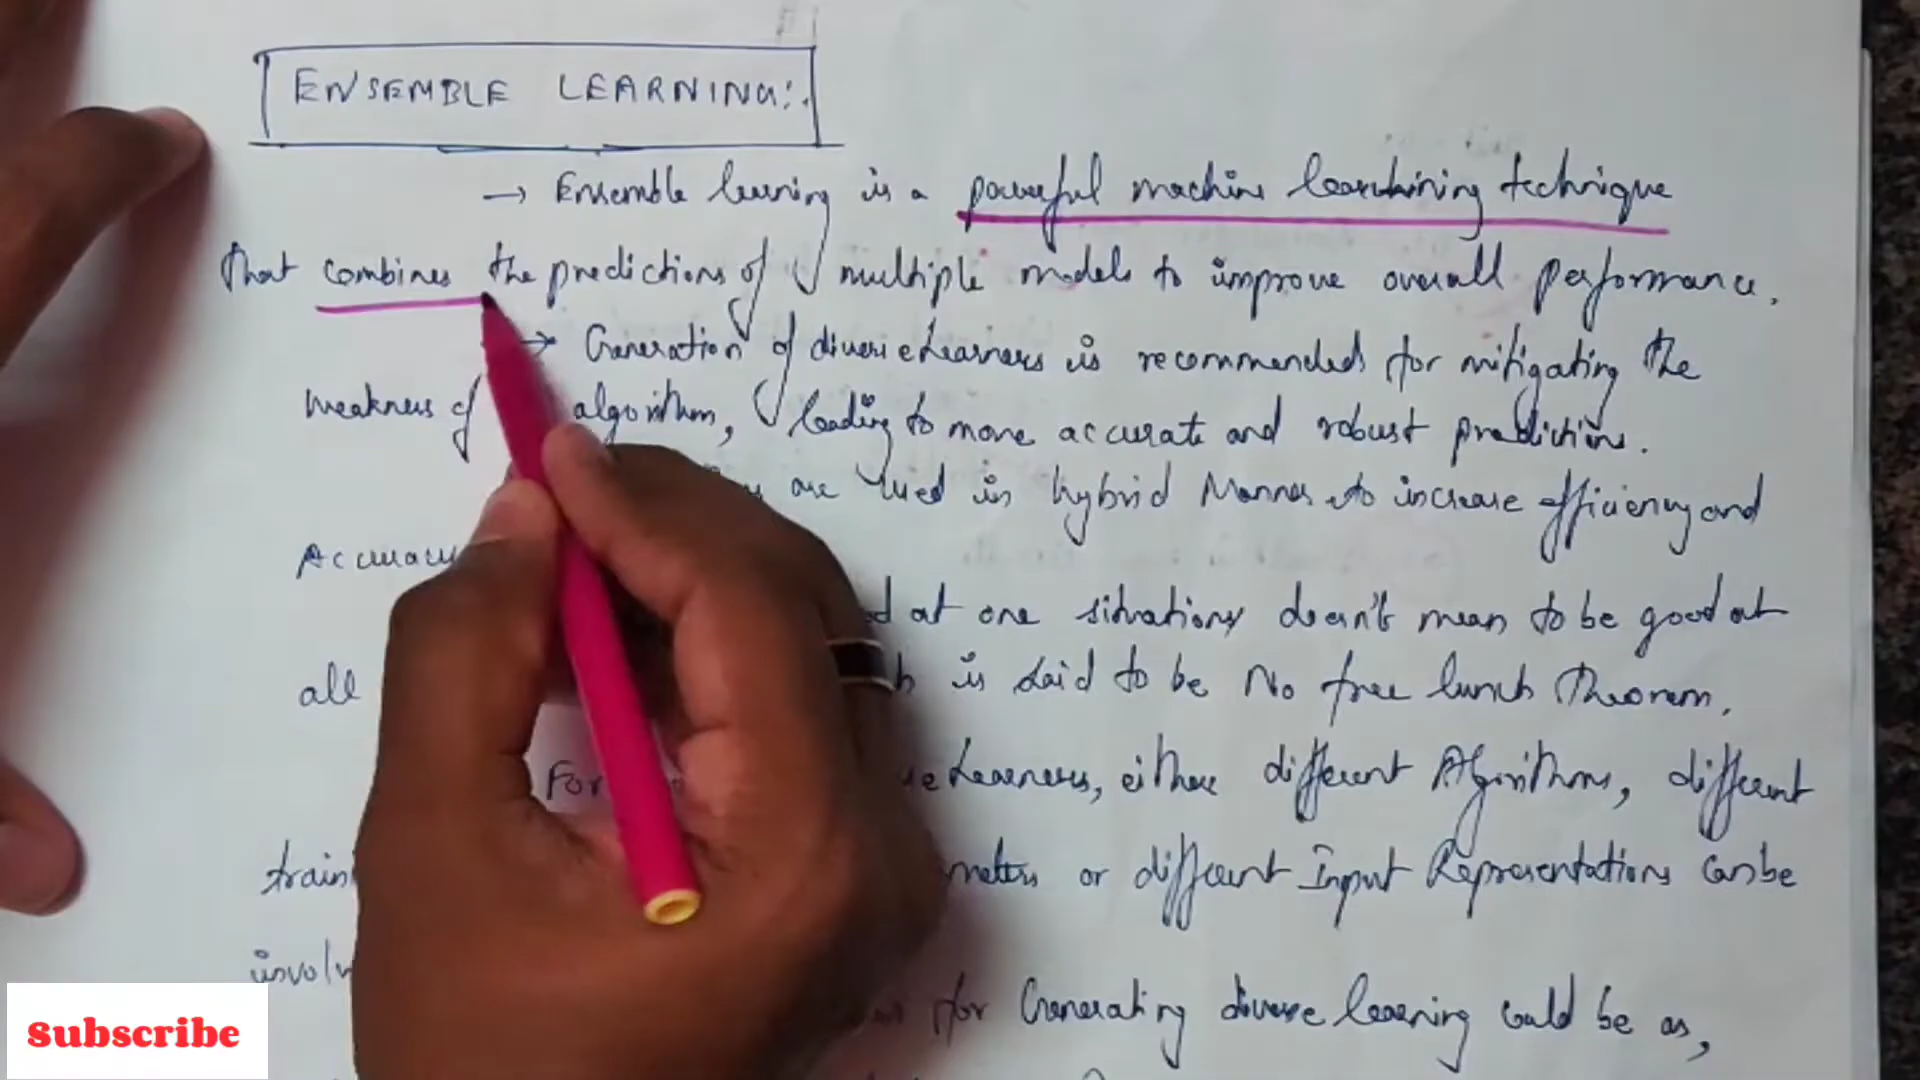 ENSEMBLE LEARNING:.
→ Ensemble learning is a powerful machine learning technique
That combines the predictions of multiple models to improve overall performance.
→ Generation of diverse Learners is recommended for mitigating the
weakness of algorithm, leading to more accurate and robust predictions.
are used in hybrid Manner to increase efficiency and
Accuracy
at one situations doesn't mean to be good at
all is said to be No free lunch Theorem.
For Learners, either different Algorithms, different
or different Input Representations can be
for Generating diverse learning could be as,
Subscribe